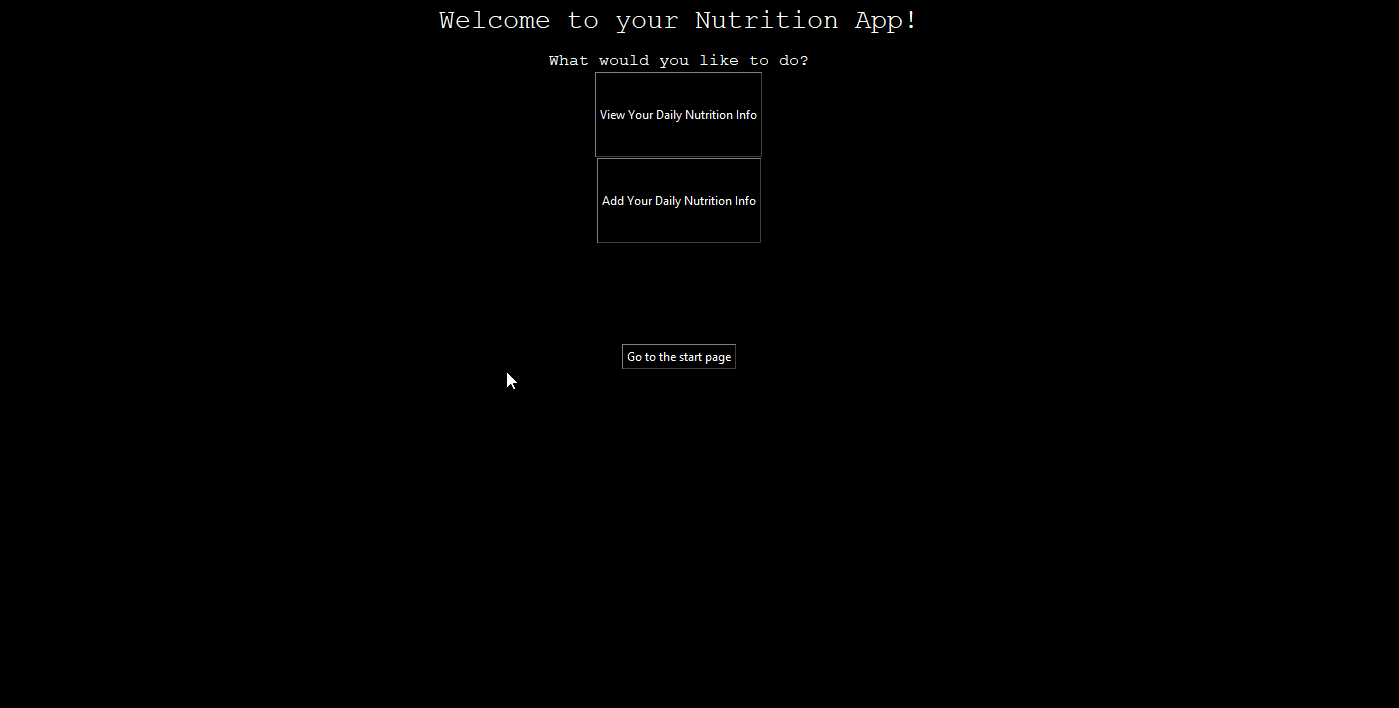 Welcome to your Nutrition App!
What would you like to do?
View Your Daily Nutrition Info
Add Your Daily Nutrition Info
Go to the start page